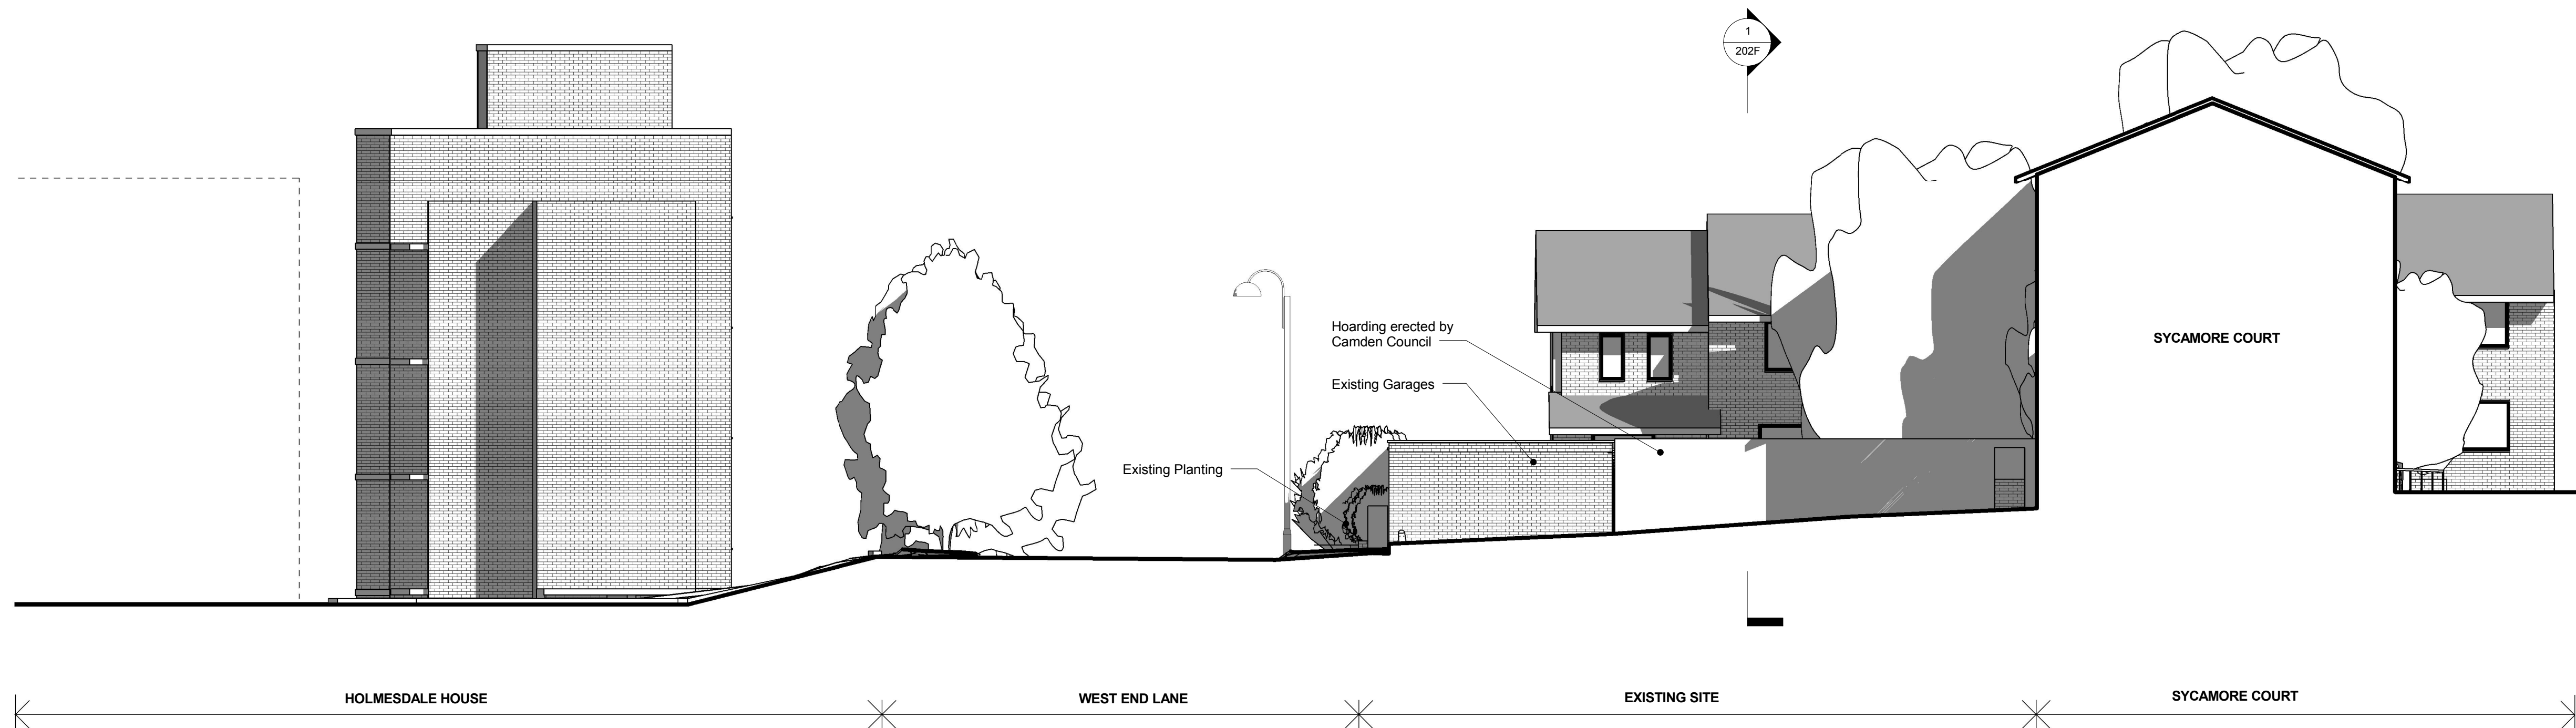 1
202F
Hoarding erected by
Camden Council
Existing Garages
Existing Planting
SYCAMORE COURT
HOLMESDALE HOUSE
WEST END LANE
EXISTING SITE
SYCAMORE COURT